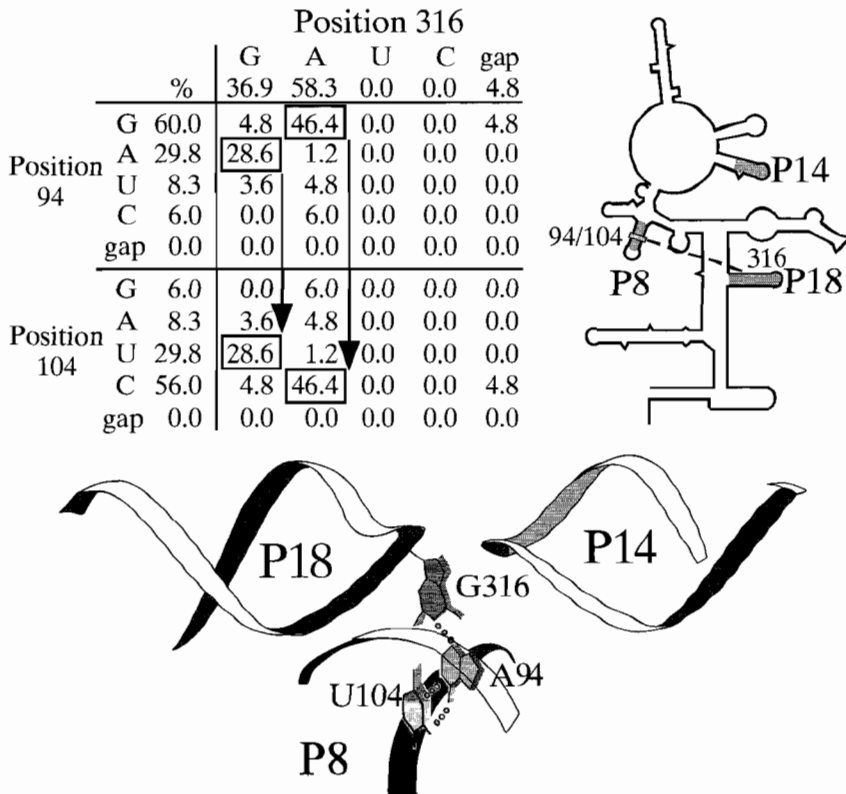 Position 316
G A U C gap
% 36.9 58.3 0.0 0.0 4.8
Position 94
G 60.0 4.8 46.4 0.0 0.0 4.8
A 29.8 28.6 1.2 0.0 0.0 0.0
U 8.3 3.6 4.8 0.0 0.0 0.0
C 6.0 0.0 6.0 0.0 0.0 0.0
gap 0.0 0.0 0.0 0.0 0.0 0.0
Position 104
G 6.0 0.0 6.0 0.0 0.0 0.0
A 8.3 3.6 4.8 0.0 0.0 0.0
U 29.8 28.6 1.2 0.0 0.0 0.0
C 56.0 4.8 46.4 0.0 0.0 4.8
gap 0.0 0.0 0.0 0.0 0.0 0.0
P14
94/104
316
P8
P18
P18
P14
G316
A94
U104
P8